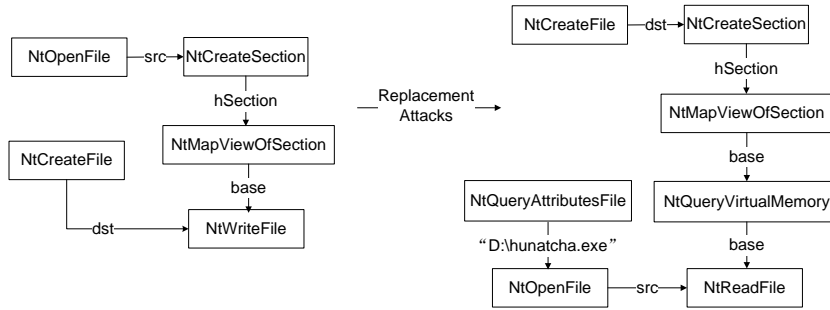 NtOpenFile
src
NtCreateSection
hSection
NtMapViewOfSection
NtCreateFile
base
dst
NtWriteFile
Replacement
Attacks
NtCreateFile
dst
NtCreateSection
hSection
NtMapViewOfSection
base
NtQueryAttributesFile
NtQueryVirtualMemory
“D:\hunatcha.exe”
base
NtOpenFile
src
NtReadFile